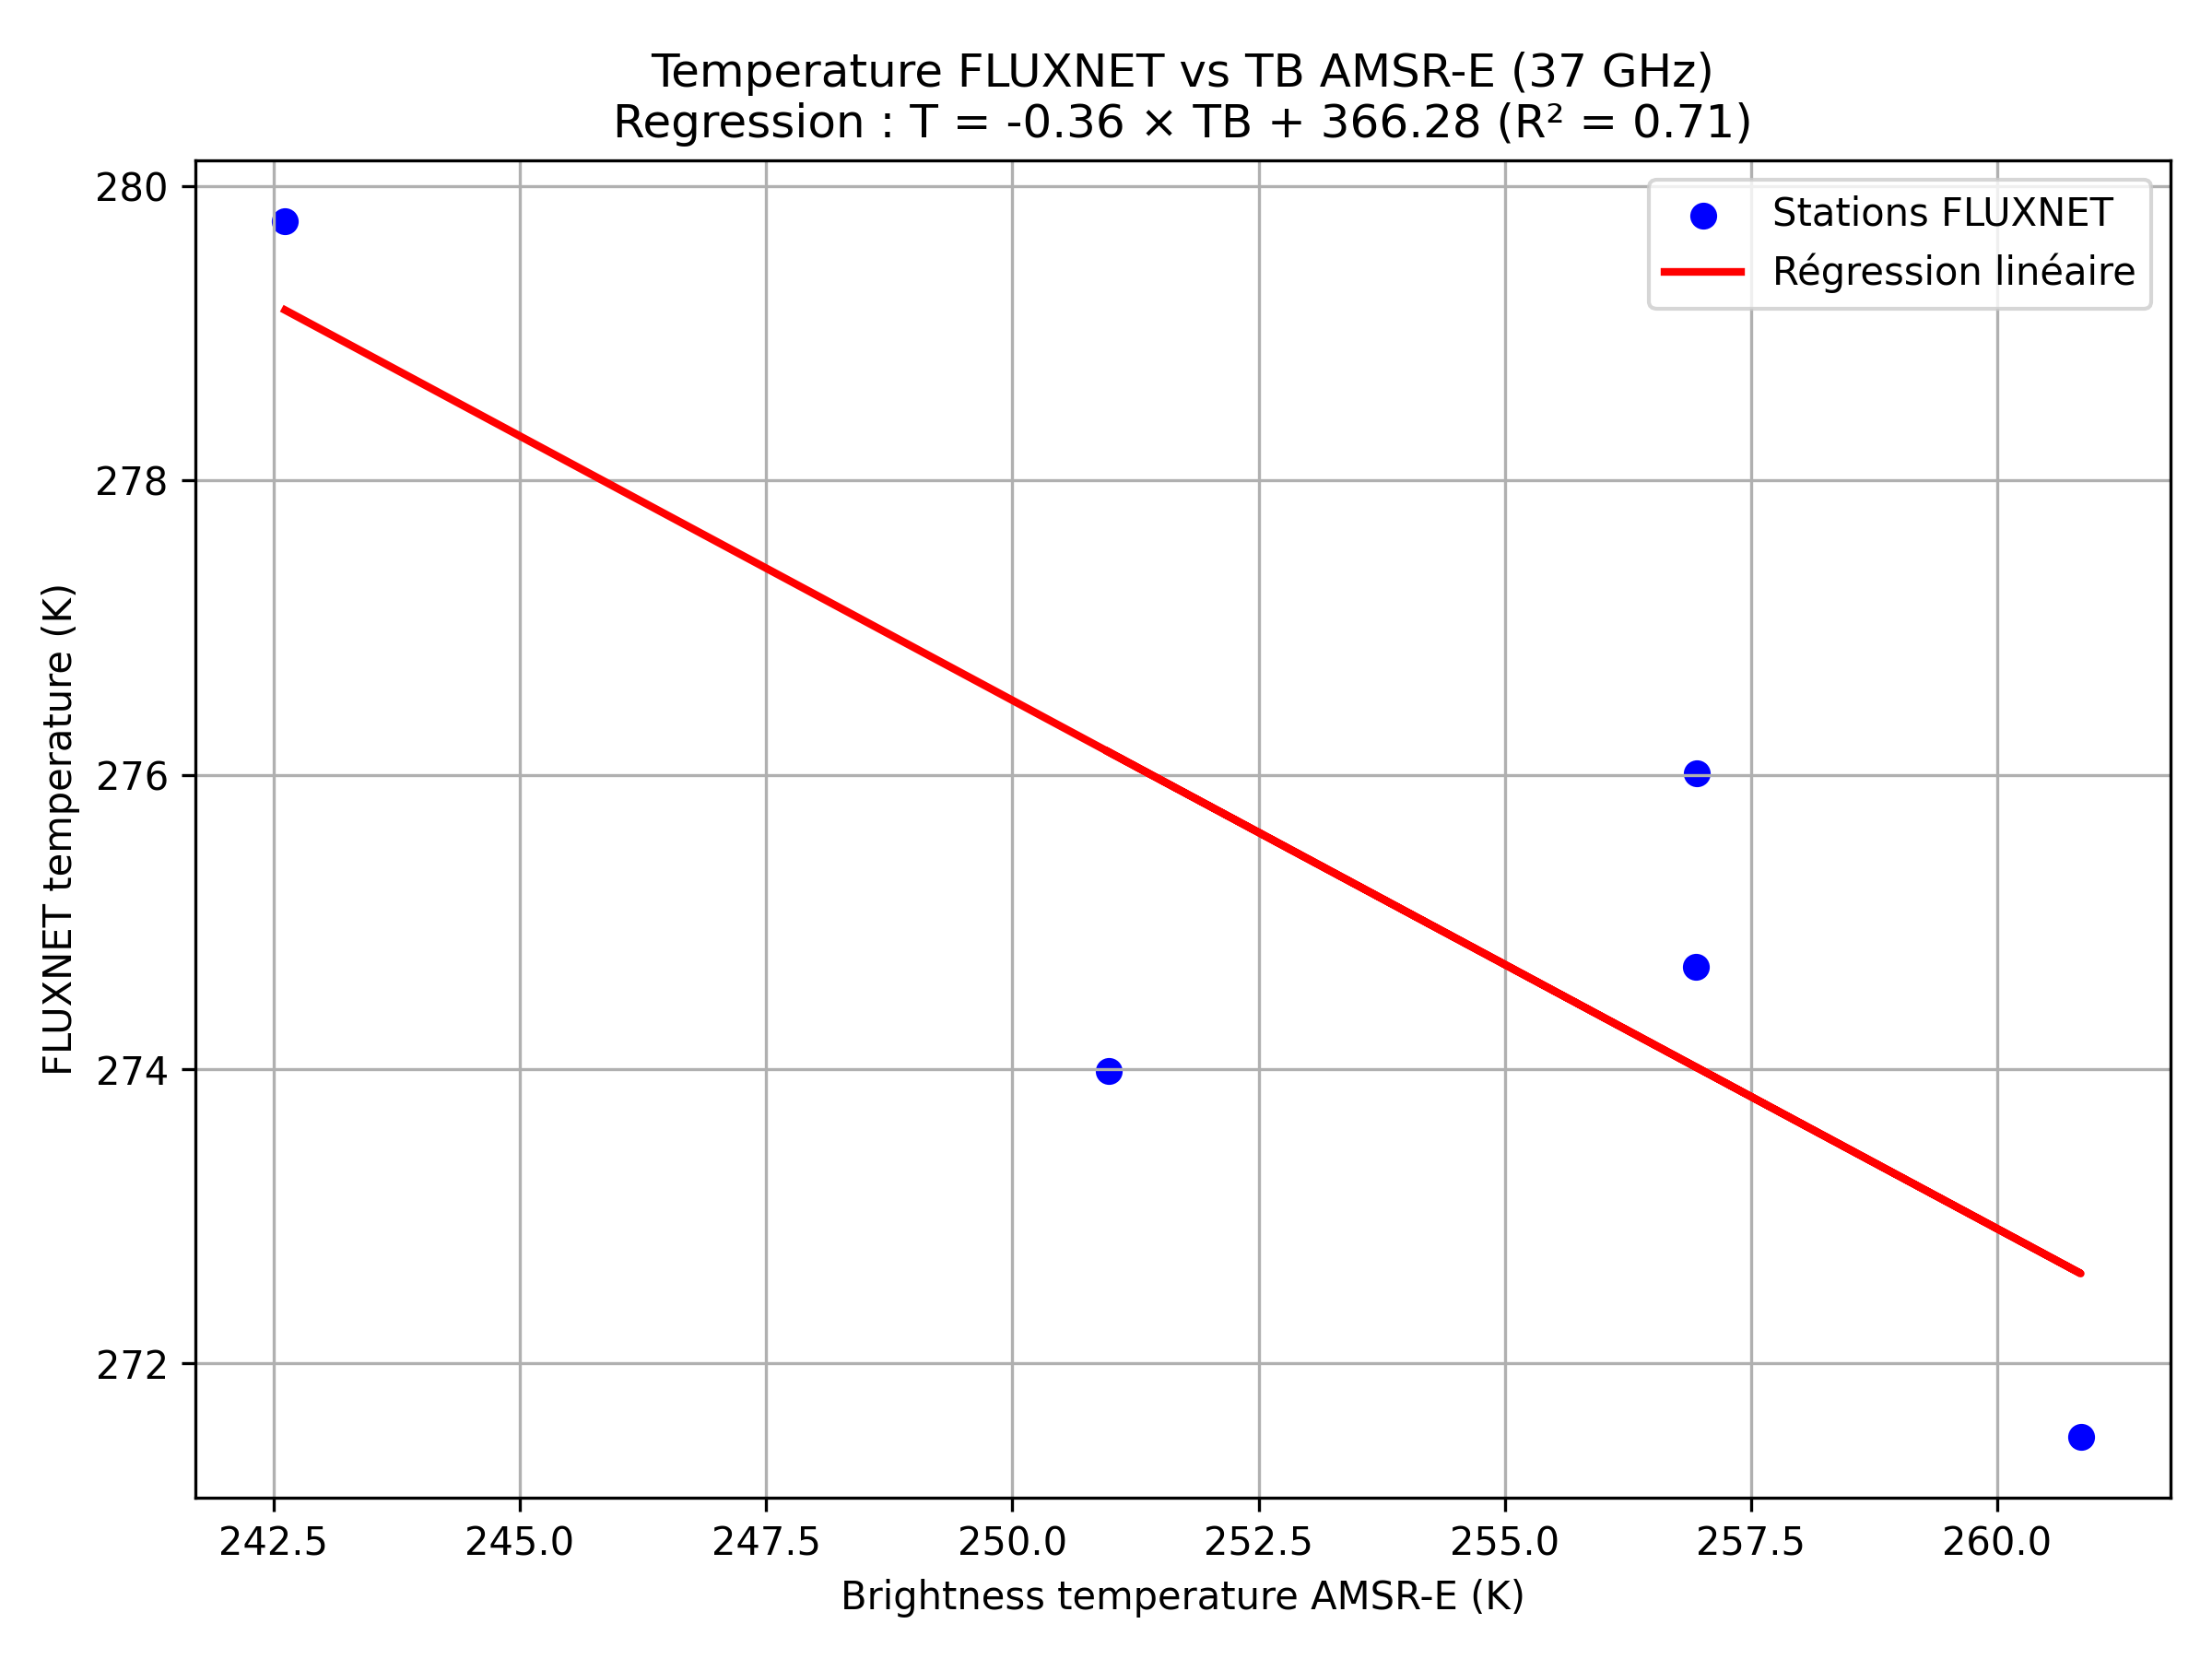 Temperature FLUXNET vs TB AMSR-E (37 GHz)
Regression : T = -0.36 × TB + 366.28 (R² = 0.71)
Stations FLUXNET
Régression linéaire
FLUXNET temperature (K)
280
278
276
274
272
242.5 245.0 247.5 250.0 252.5 255.0 257.5 260.0
Brightness temperature AMSR-E (K)